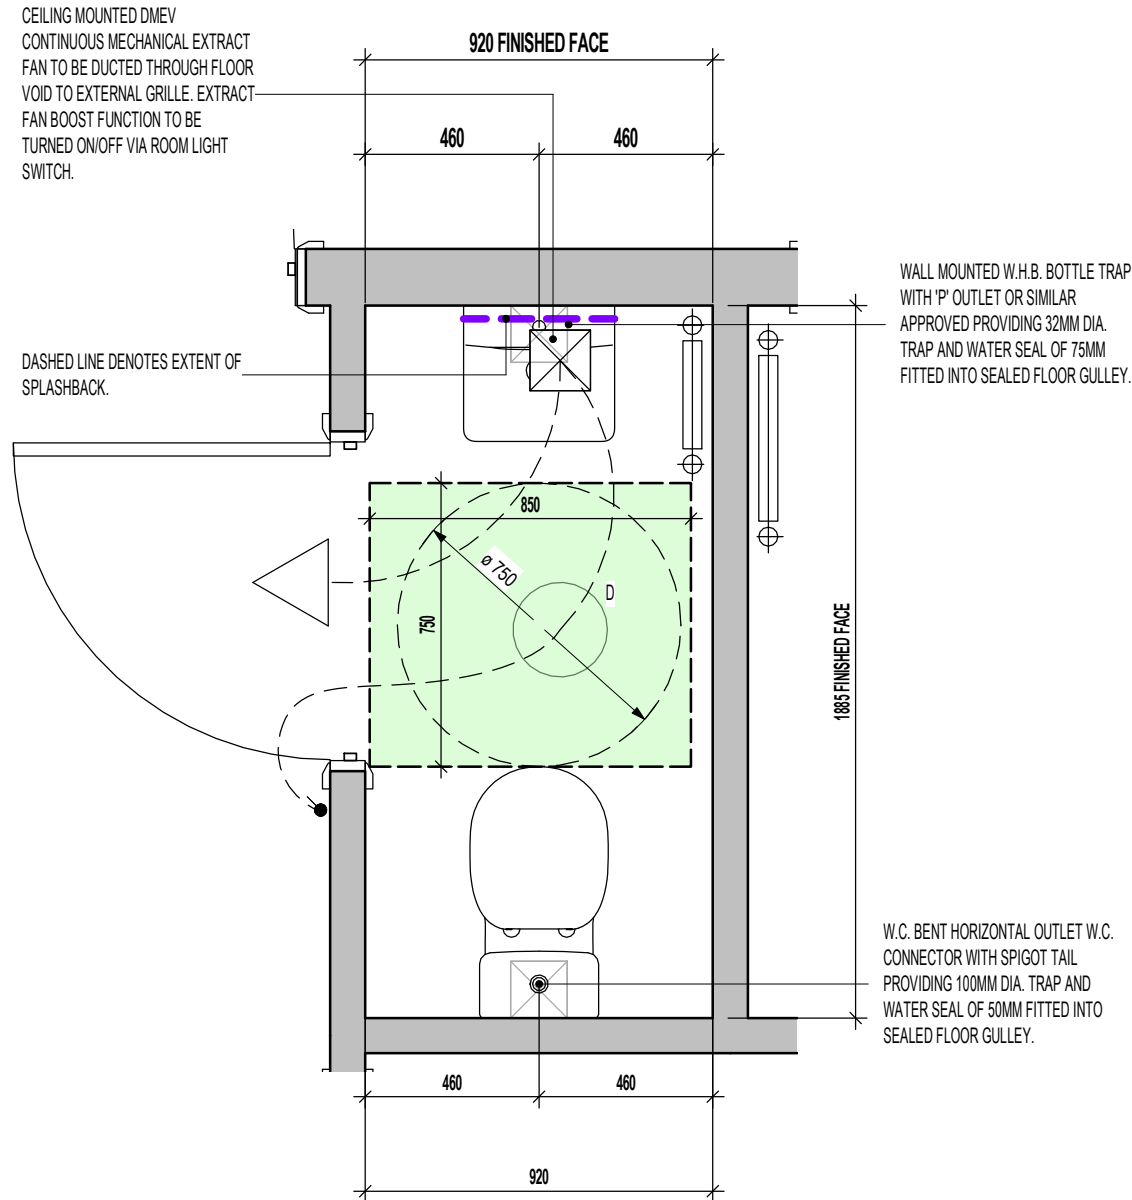 CEILING MOUNTED DMEV
CONTINUOUS MECHANICAL EXTRACT
FAN TO BE DUCTED THROUGH FLOOR
VOID TO EXTERNAL GRILLE. EXTRACT
FAN BOOST FUNCTION TO BE
TURNED ON/OFF VIA ROOM LIGHT
SWITCH.
920 FINISHED FACE
460
460
WALL MOUNTED W.H.B. BOTTLE TRAP
WITH 'P' OUTLET OR SIMILAR
APPROVED PROVIDING 32MM DIA.
TRAP AND WATER SEAL OF 75MM
FITTED INTO SEALED FLOOR GULLEY.
DASHED LINE DENOTES EXTENT OF
SPLASHBACK.
850
ø 750
D
750
1885 FINISHED FACE
W.C. BENT HORIZONTAL OUTLET W.C.
CONNECTOR WITH SPIGOT TAIL
PROVIDING 100MM DIA. TRAP AND
WATER SEAL OF 50MM FITTED INTO
SEALED FLOOR GULLEY.
460
460
920